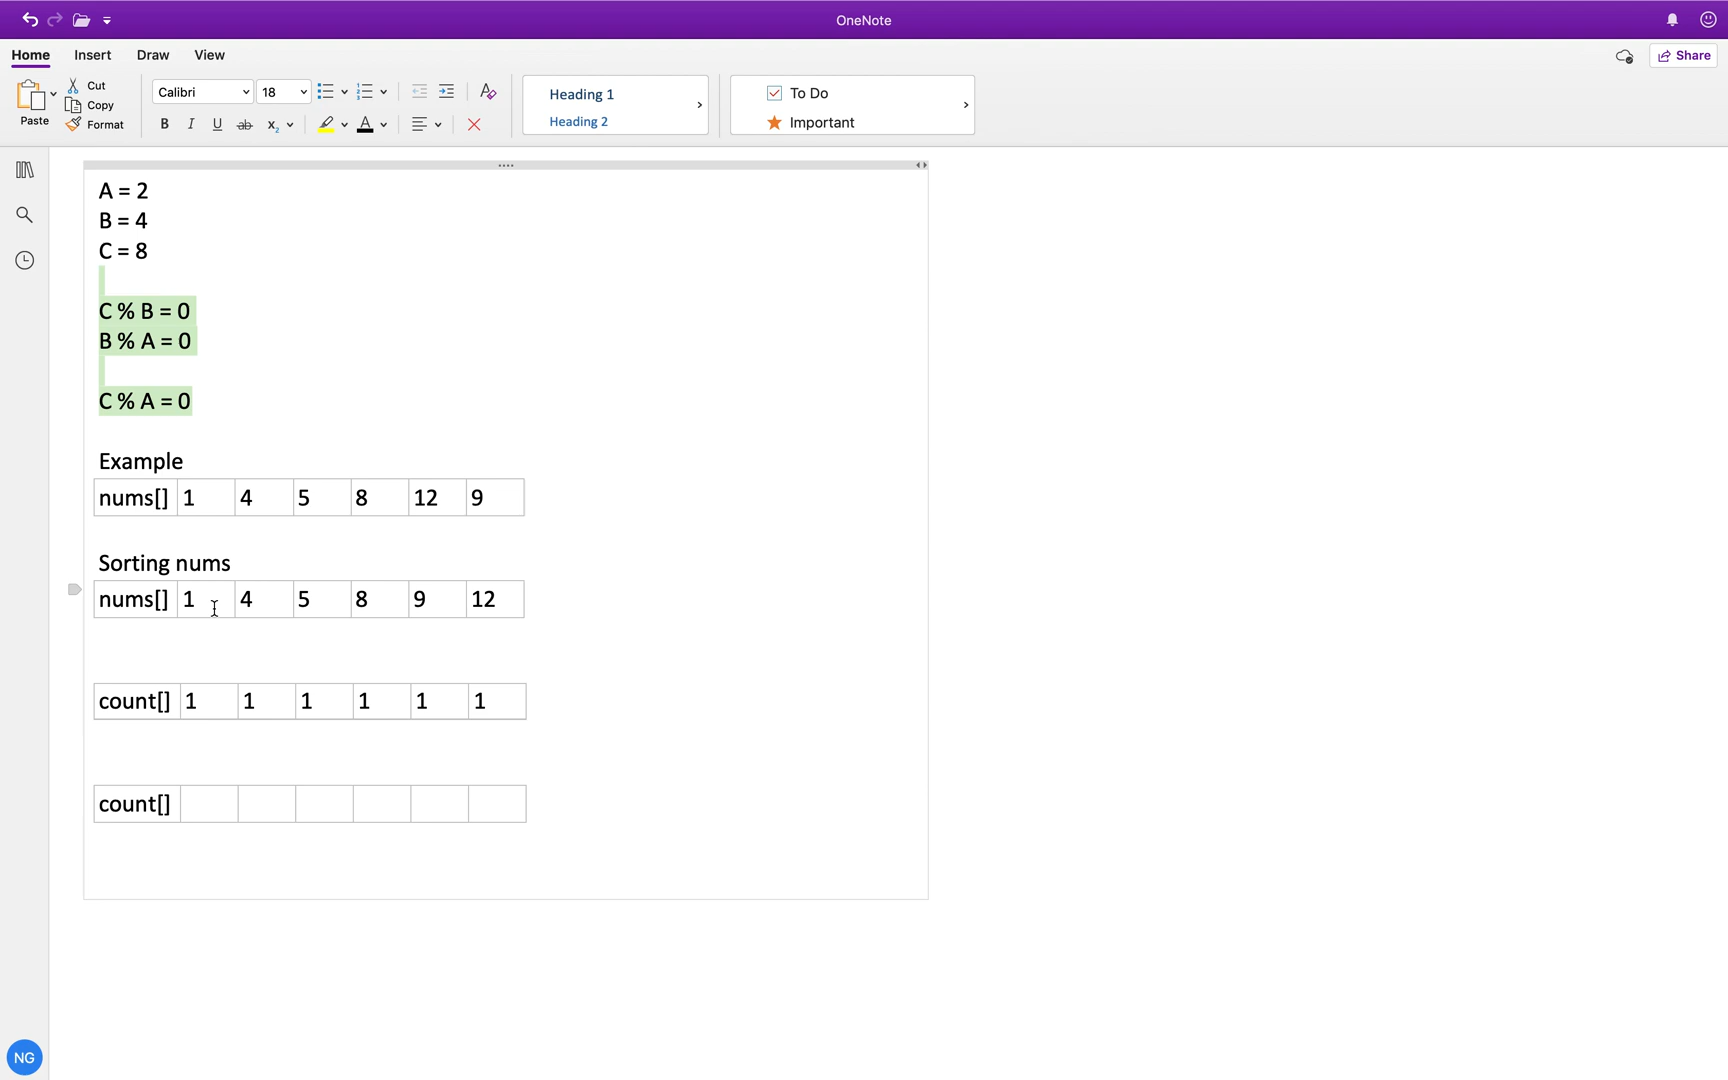 OneNote
Home Insert Draw View
Share
Paste
Cut
Copy
Format
Calibri 18
B I U ab x₂ A
Heading 1
Heading 2
To Do
Important
A = 2
B = 4
C = 8
C % B = 0
B % A = 0
C % A = 0
Example
nums[] 1 4 5 8 12 9
Sorting nums
nums[] 1 4 5 8 9 12
count[] 1 1 1 1 1 1
count[]
NG